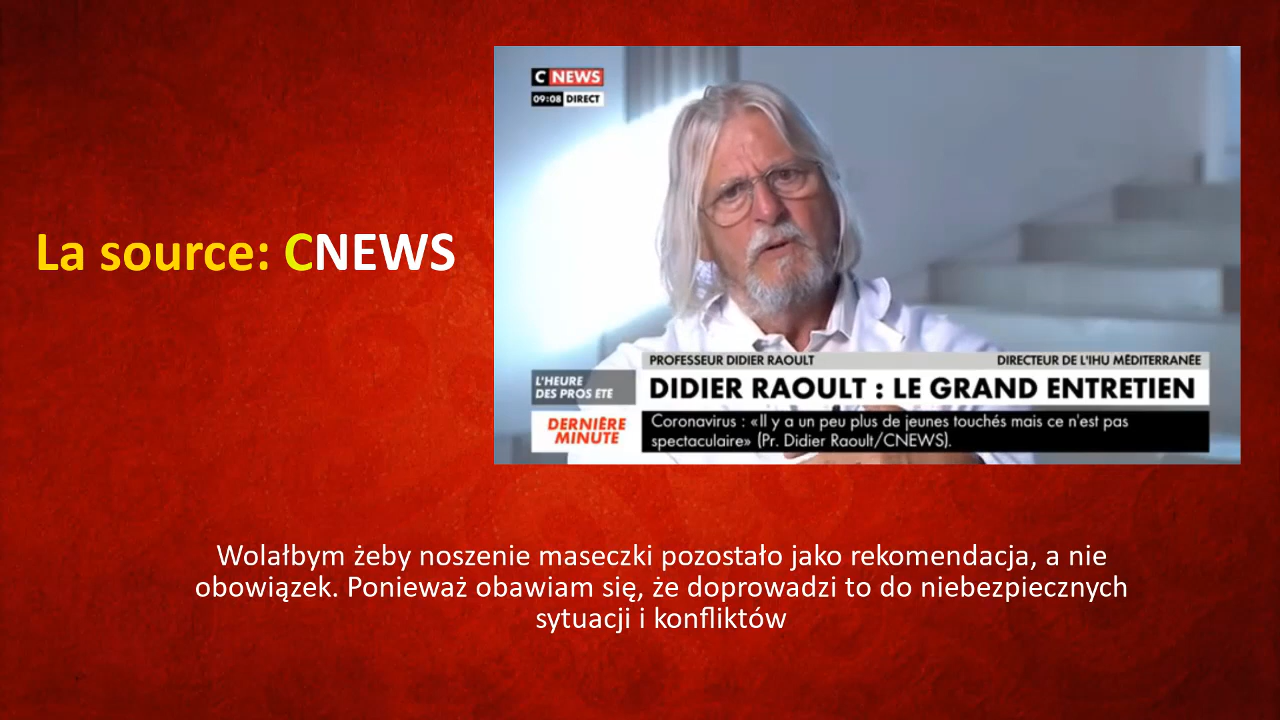 La source: CNEWS
C NEWS
09:08 DIRECT
PROFESSEUR DIDIER RAOULT
DIRECTEUR DE L'IHU MÉDITERRANÉE
L'HEURE
DES PROS ETE
DIDIER RAOULT : LE GRAND ENTRETIEN
DERNIÈRE
MINUTE
Coronavirus : «Il y a un peu plus de jeunes touchés mais ce n'est pas
spectaculaire» (Pr. Didier Raoult/CNEWS).
Wolałbym żeby noszenie maseczki pozostało jako rekomendacja, a nie
obowiązek. Ponieważ obawiam się, że doprowadzi to do niebezpiecznych
sytuacji i konfliktów